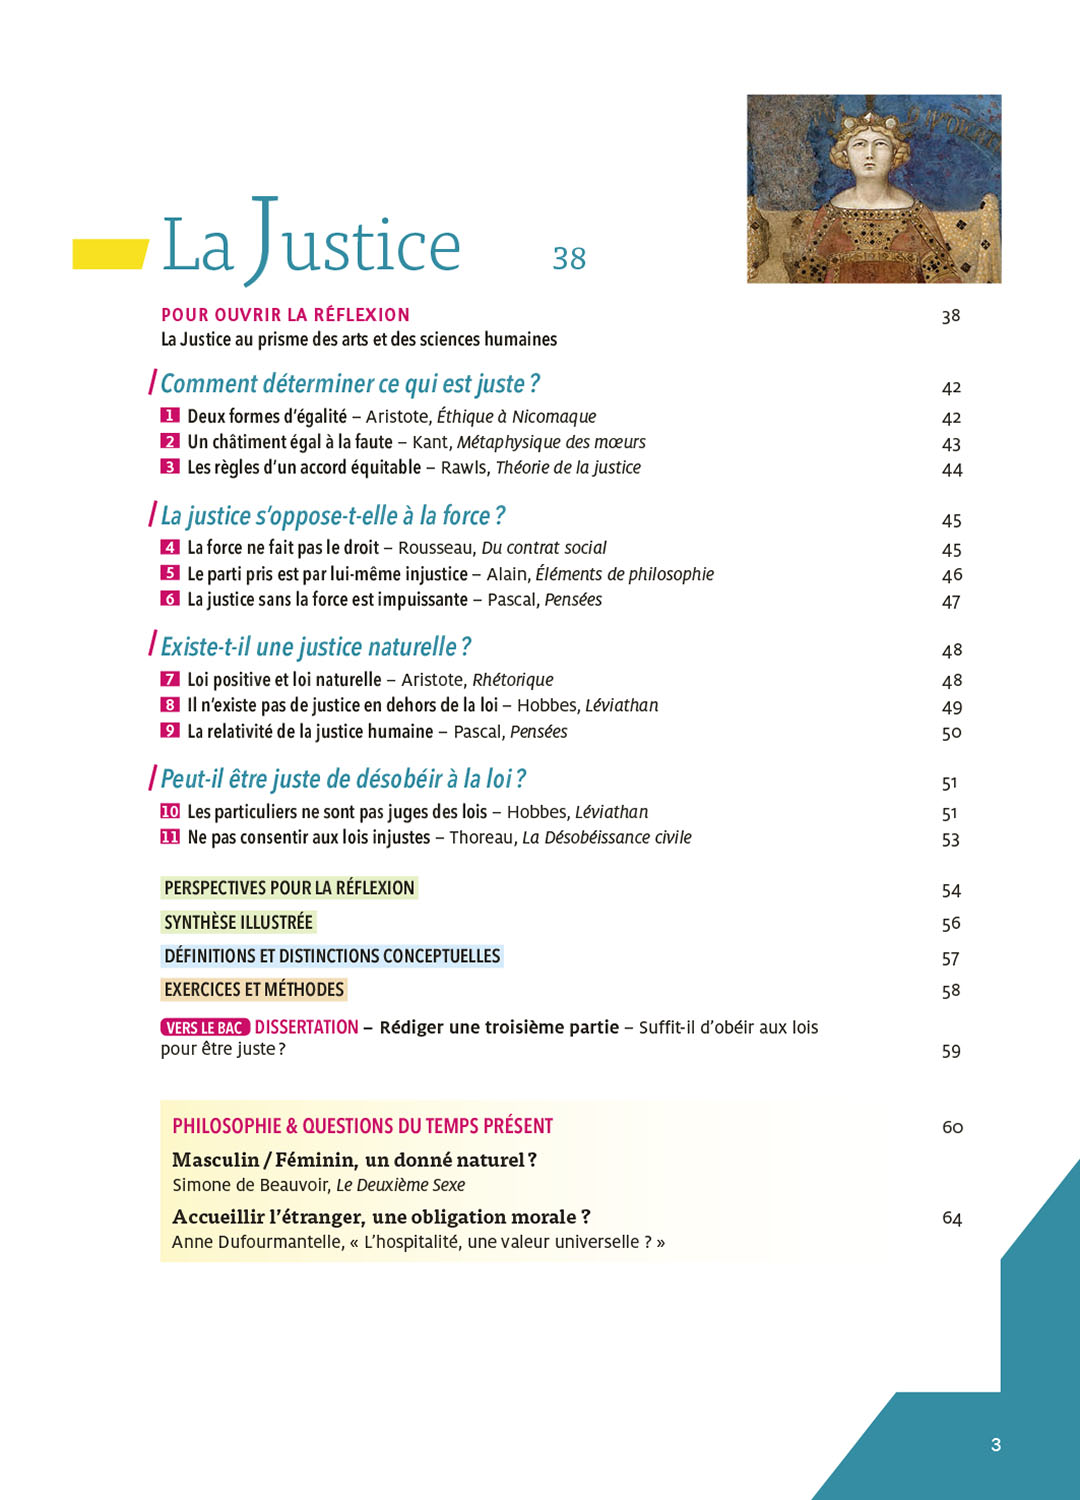 La Justice 38
POUR OUVRIR LA RÉFLEXION 38
La Justice au prisme des arts et des sciences humaines
Comment déterminer ce qui est juste ? 42
1 Deux formes d’égalité – Aristote, Éthique à Nicomaque 42
2 Un châtiment égal à la faute – Kant, Métaphysique des mœurs 43
3 Les règles d’un accord équitable – Rawls, Théorie de la justice 44
La justice s’oppose-t-elle à la force ? 45
4 La force ne fait pas le droit – Rousseau, Du contrat social 45
5 Le parti pris est par lui-même injustice – Alain, Éléments de philosophie 46
6 La justice sans la force est impuissante – Pascal, Pensées 47
Existe-t-il une justice naturelle ? 48
7 Loi positive et loi naturelle – Aristote, Rhétorique 48
8 Il n’existe pas de justice en dehors de la loi – Hobbes, Léviathan 49
9 La relativité de la justice humaine – Pascal, Pensées 50
Peut-il être juste de désobéir à la loi ? 51
10 Les particuliers ne sont pas juges des lois – Hobbes, Léviathan 51
11 Ne pas consentir aux lois injustes – Thoreau, La Désobéissance civile 53
PERSPECTIVES POUR LA RÉFLEXION 54
SYNTHÈSE ILLUSTRÉE 56
DÉFINITIONS ET DISTINCTIONS CONCEPTUELLES 57
EXERCICES ET MÉTHODES 58
VERS LE BAC DISSERTATION – Rédiger une troisième partie – Suffit-il d’obéir aux lois
pour être juste ? 59
PHILOSOPHIE & QUESTIONS DU TEMPS PRÉSENT 60
Masculin / Féminin, un donné naturel ?
Simone de Beauvoir, Le Deuxième Sexe
Accueillir l’étranger, une obligation morale ? 64
Anne Dufourmantelle, « L’hospitalité, une valeur universelle ? »
3